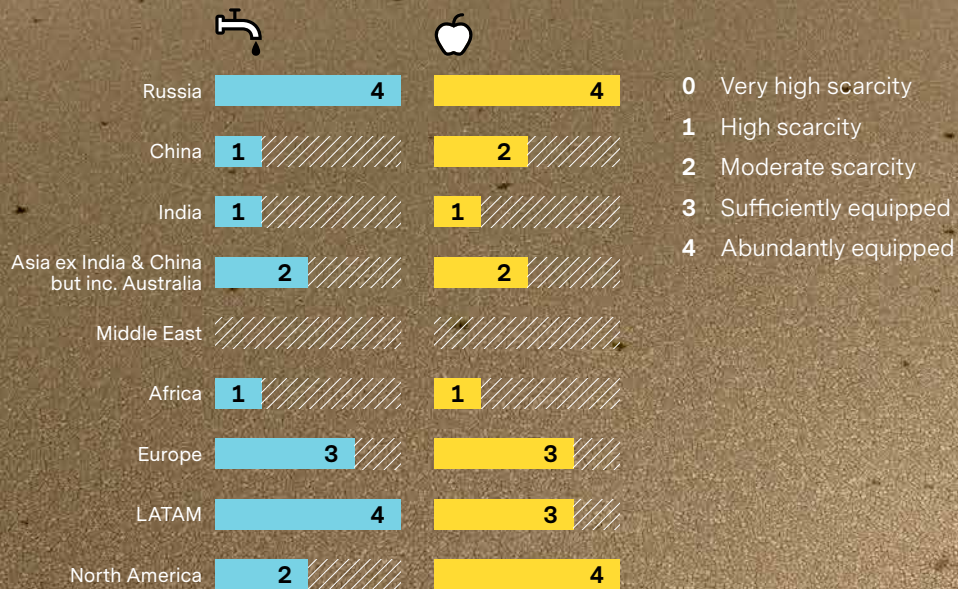 Russia 4 4
China 1 2
India 1 1
Asia ex India & China
but inc. Australia 2 2
Middle East
Africa 1 1
Europe 3 3
LATAM 4 3
North America 2 4
0 Very high scarcity
1 High scarcity
2 Moderate scarcity
3 Sufficiently equipped
4 Abundantly equipped